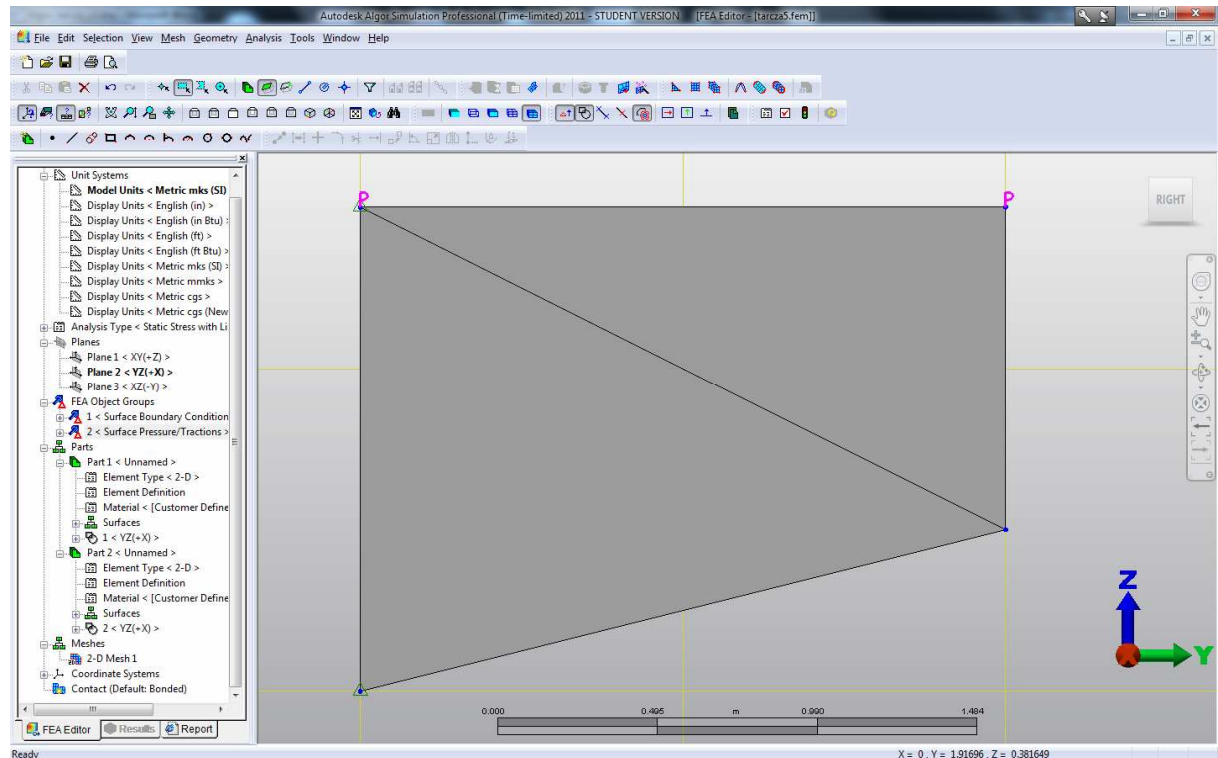 Autodesk Algor Simulation Professional (Time-limited) 2011 - STUDENT VERSION [FEA Editor - [tarcza5.fem]]
File Edit Selection View Mesh Geometry Analysis Tools Window Help
Unit Systems
Model Units < Metric mks (SI)
Display Units < English (in) >
Display Units < English (in Btu) >
Display Units < English (ft) >
Display Units < English (ft Btu) >
Display Units < Metric mks (SI) >
Display Units < Metric mmks >
Display Units < Metric cgs >
Display Units < Metric cgs (New
Analysis Type < Static Stress with Li
Planes
Plane 1 < XY(+Z) >
Plane 2 < YZ(+X) >
Plane 3 < XZ(-Y) >
FEA Object Groups
1 < Surface Boundary Condition
2 < Surface Pressure/Tractions >
Parts
Part 1 < Unnamed >
Element Type < 2-D >
Element Definition
Material < [Customer Define
Surfaces
1 < YZ(+X) >
Part 2 < Unnamed >
Element Type < 2-D >
Element Definition
Material < [Customer Define
Surfaces
2 < YZ(+X) >
Meshes
2-D Mesh 1
Coordinate Systems
Contact (Default: Bonded)
FEA Editor Results Report
Ready
P P
RIGHT
Z
Y
0.000 0.495 m 0.990 1.484
X = 0 , Y = 1.91696 , Z = 0.381649